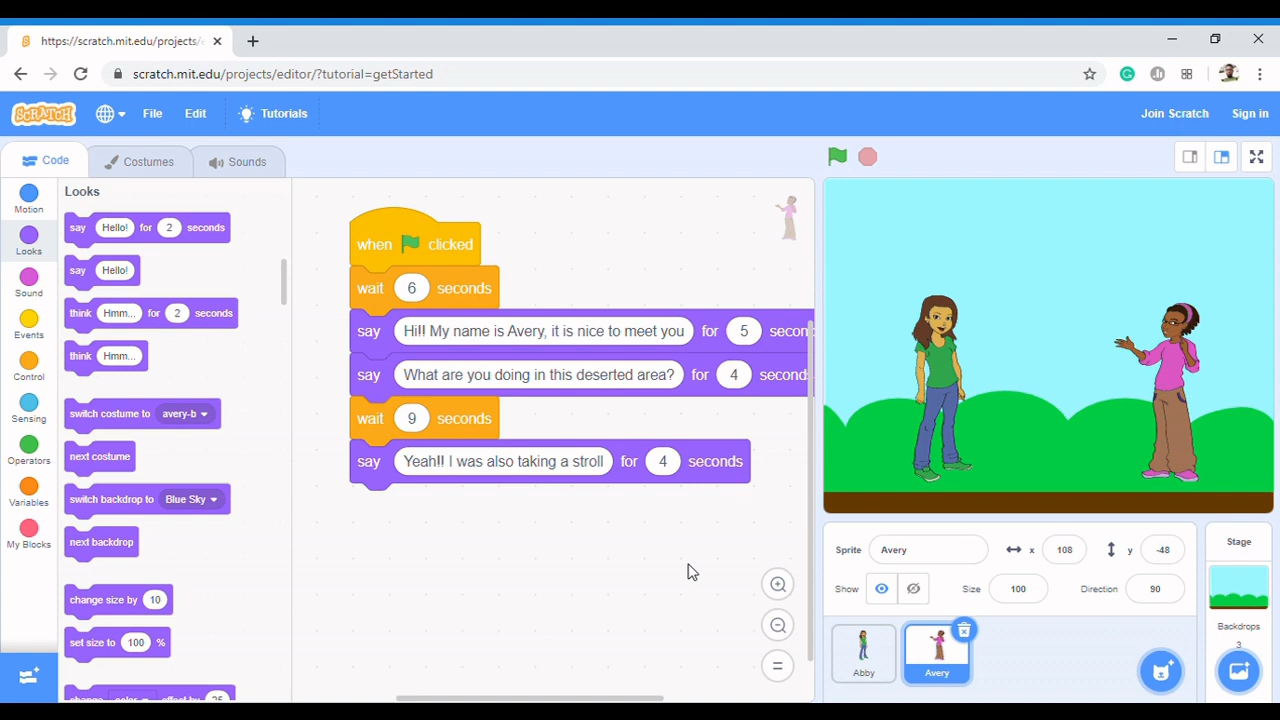 https://scratch.mit.edu/projects/e
scratch.mit.edu/projects/editor/?tutorial=getStarted
SCRATCH File Edit Tutorials Join Scratch Sign in
Code Costumes Sounds
Motion
Looks
Sound
Events
Control
Sensing
Operators
Variables
My Blocks
Looks
say Hello! for 2 seconds
say Hello!
think Hmm... for 2 seconds
think Hmm...
switch costume to avery-b
next costume
switch backdrop to Blue Sky
next backdrop
change size by 10
set size to 100 %
change color effect by 25
when clicked
wait 6 seconds
say Hi!! My name is Avery, it is nice to meet you for 5 second
say What are you doing in this deserted area? for 4 seconds
wait 9 seconds
say Yeah!! I was also taking a stroll for 4 seconds
Sprite Avery x 108 y -48
Show Size 100 Direction 90
Abby
Avery
Stage
Backdrops
3